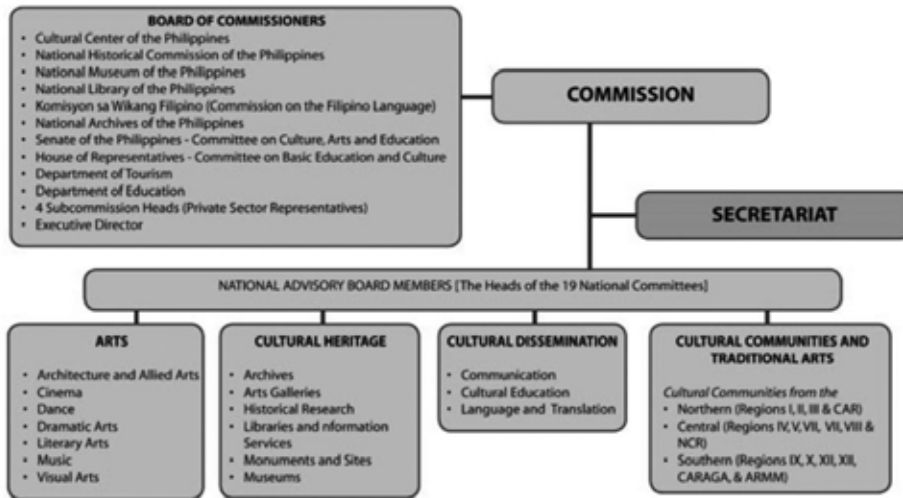 BOARD OF COMMISSIONERS
• Cultural Center of the Philippines
• National Historical Commission of the Philippines
• National Museum of the Philippines
• National Library of the Philippines
• Komisyon sa Wikang Filipino (Commission on the Filipino Language)
• National Archives of the Philippines
• Senate of the Philippines - Committee on Culture, Arts and Education
• House of Representatives - Committee on Basic Education and Culture
• Department of Tourism
• Department of Education
• 4 Subcommission Heads (Private Sector Representatives)
• Executive Director
COMMISSION
SECRETARIAT
NATIONAL ADVISORY BOARD MEMBERS [The Heads of the 19 National Committees]
ARTS
• Architecture and Allied Arts
• Cinema
• Dance
• Dramatic Arts
• Literary Arts
• Music
• Visual Arts
CULTURAL HERITAGE
• Archives
• Arts Galleries
• Historical Research
• Libraries and nformation
Services
• Monuments and Sites
• Museums
CULTURAL DISSEMINATION
• Communication
• Cultural Education
• Language and Translation
CULTURAL COMMUNITIES AND
TRADITIONAL ARTS
Cultural Communities from the
• Northern (Regions I, II, III & CAR)
• Central (Regions IV, V, VII, VII, VIII &
NCR)
• Southern (Regions IX, X, XII, XII,
CARAGA, & ARMM)